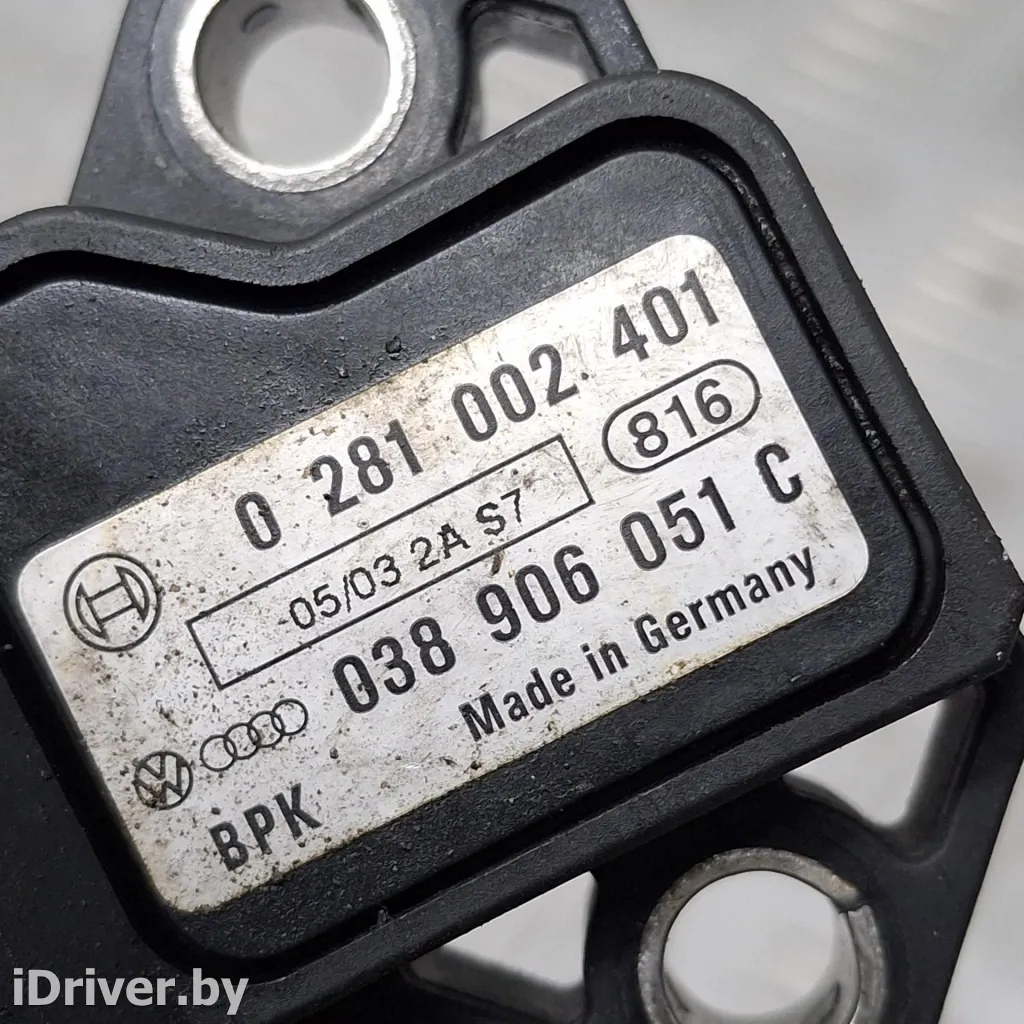 0 281 002 401
816
05/03 2A S7
038 906 051 C
Made in Germany
BPK
iDriver.by